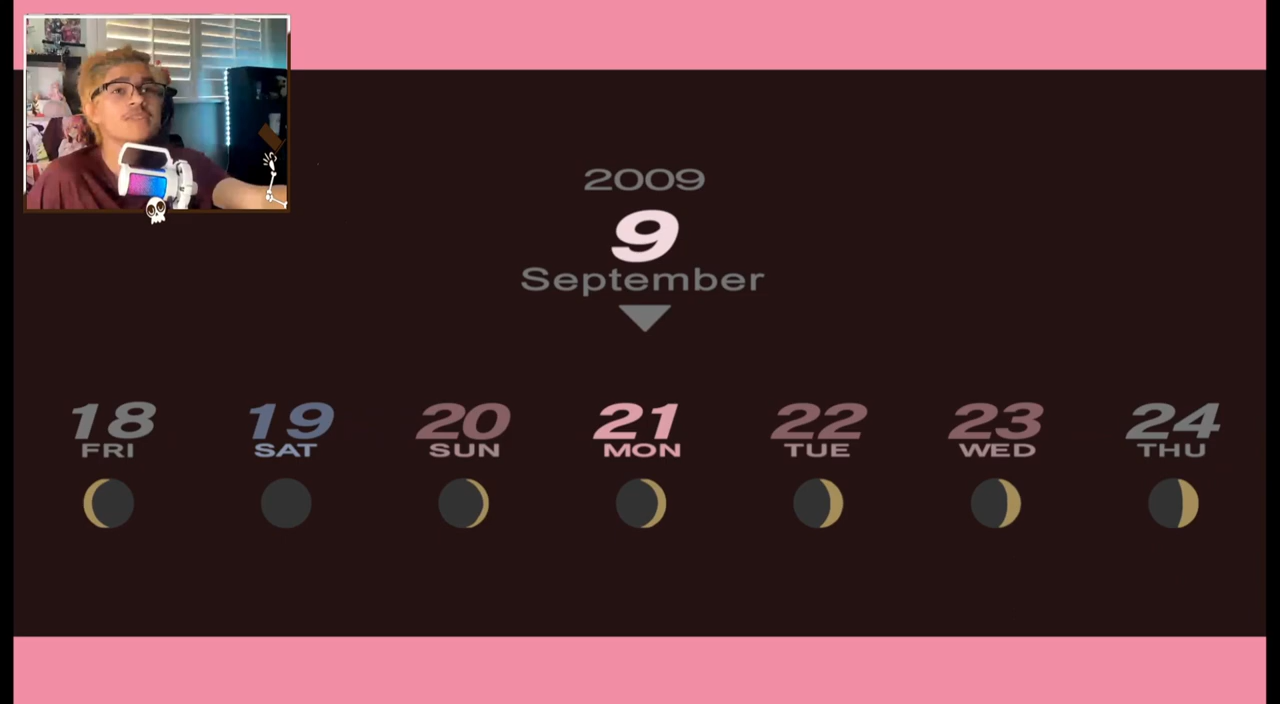 2009
9
September
18 19 20 21 22 23 24
FRI SAT SUN MON TUE WED THU